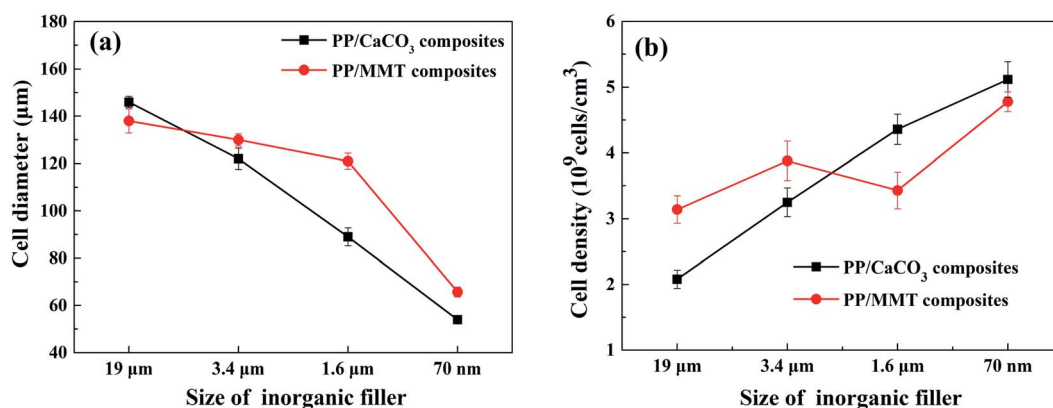 (a)
PP/CaCO₃ composites
PP/MMT composites
Cell diameter (μm)
180
160
140
120
100
80
60
40
19 μm 3.4 μm 1.6 μm 70 nm
Size of inorganic filler
(b)
Cell density (10⁹cells/cm³)
6
5
4
3
2
1
PP/CaCO₃ composites
PP/MMT composites
19 μm 3.4 μm 1.6 μm 70 nm
Size of inorganic filler